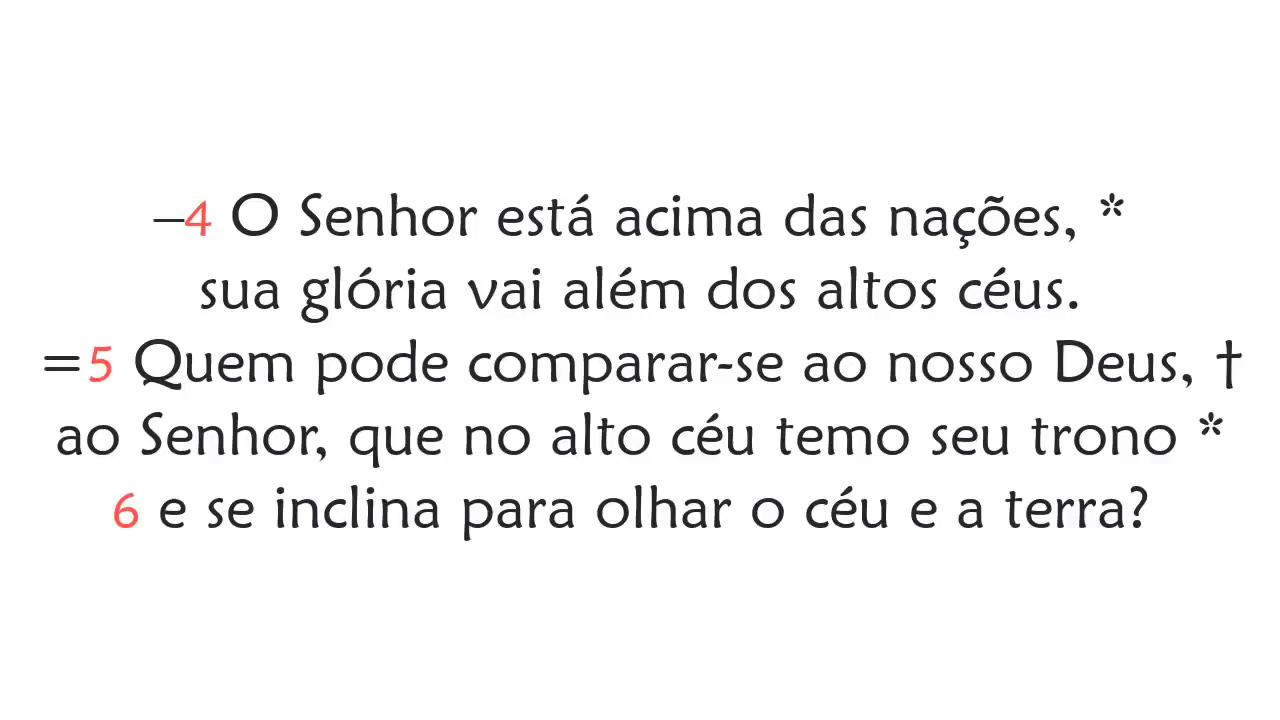 –4 O Senhor está acima das nações, *
sua glória vai além dos altos céus.
=5 Quem pode comparar-se ao nosso Deus, †
ao Senhor, que no alto céu temo seu trono *
6 e se inclina para olhar o céu e a terra?